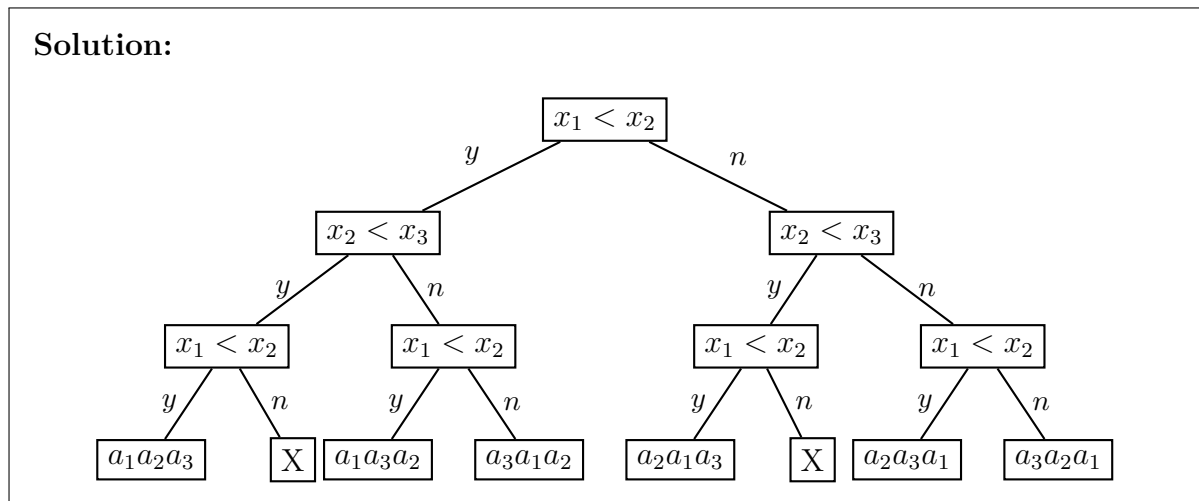 Solution:
x₁ < x₂
y n
x₂ < x₃ x₂ < x₃
y n y n
x₁ < x₂ x₁ < x₂ x₁ < x₂ x₁ < x₂
y n y n y n y n
a₁a₂a₃ X a₁a₃a₂ a₃a₁a₂ a₂a₁a₃ X a₂a₃a₁ a₃a₂a₁